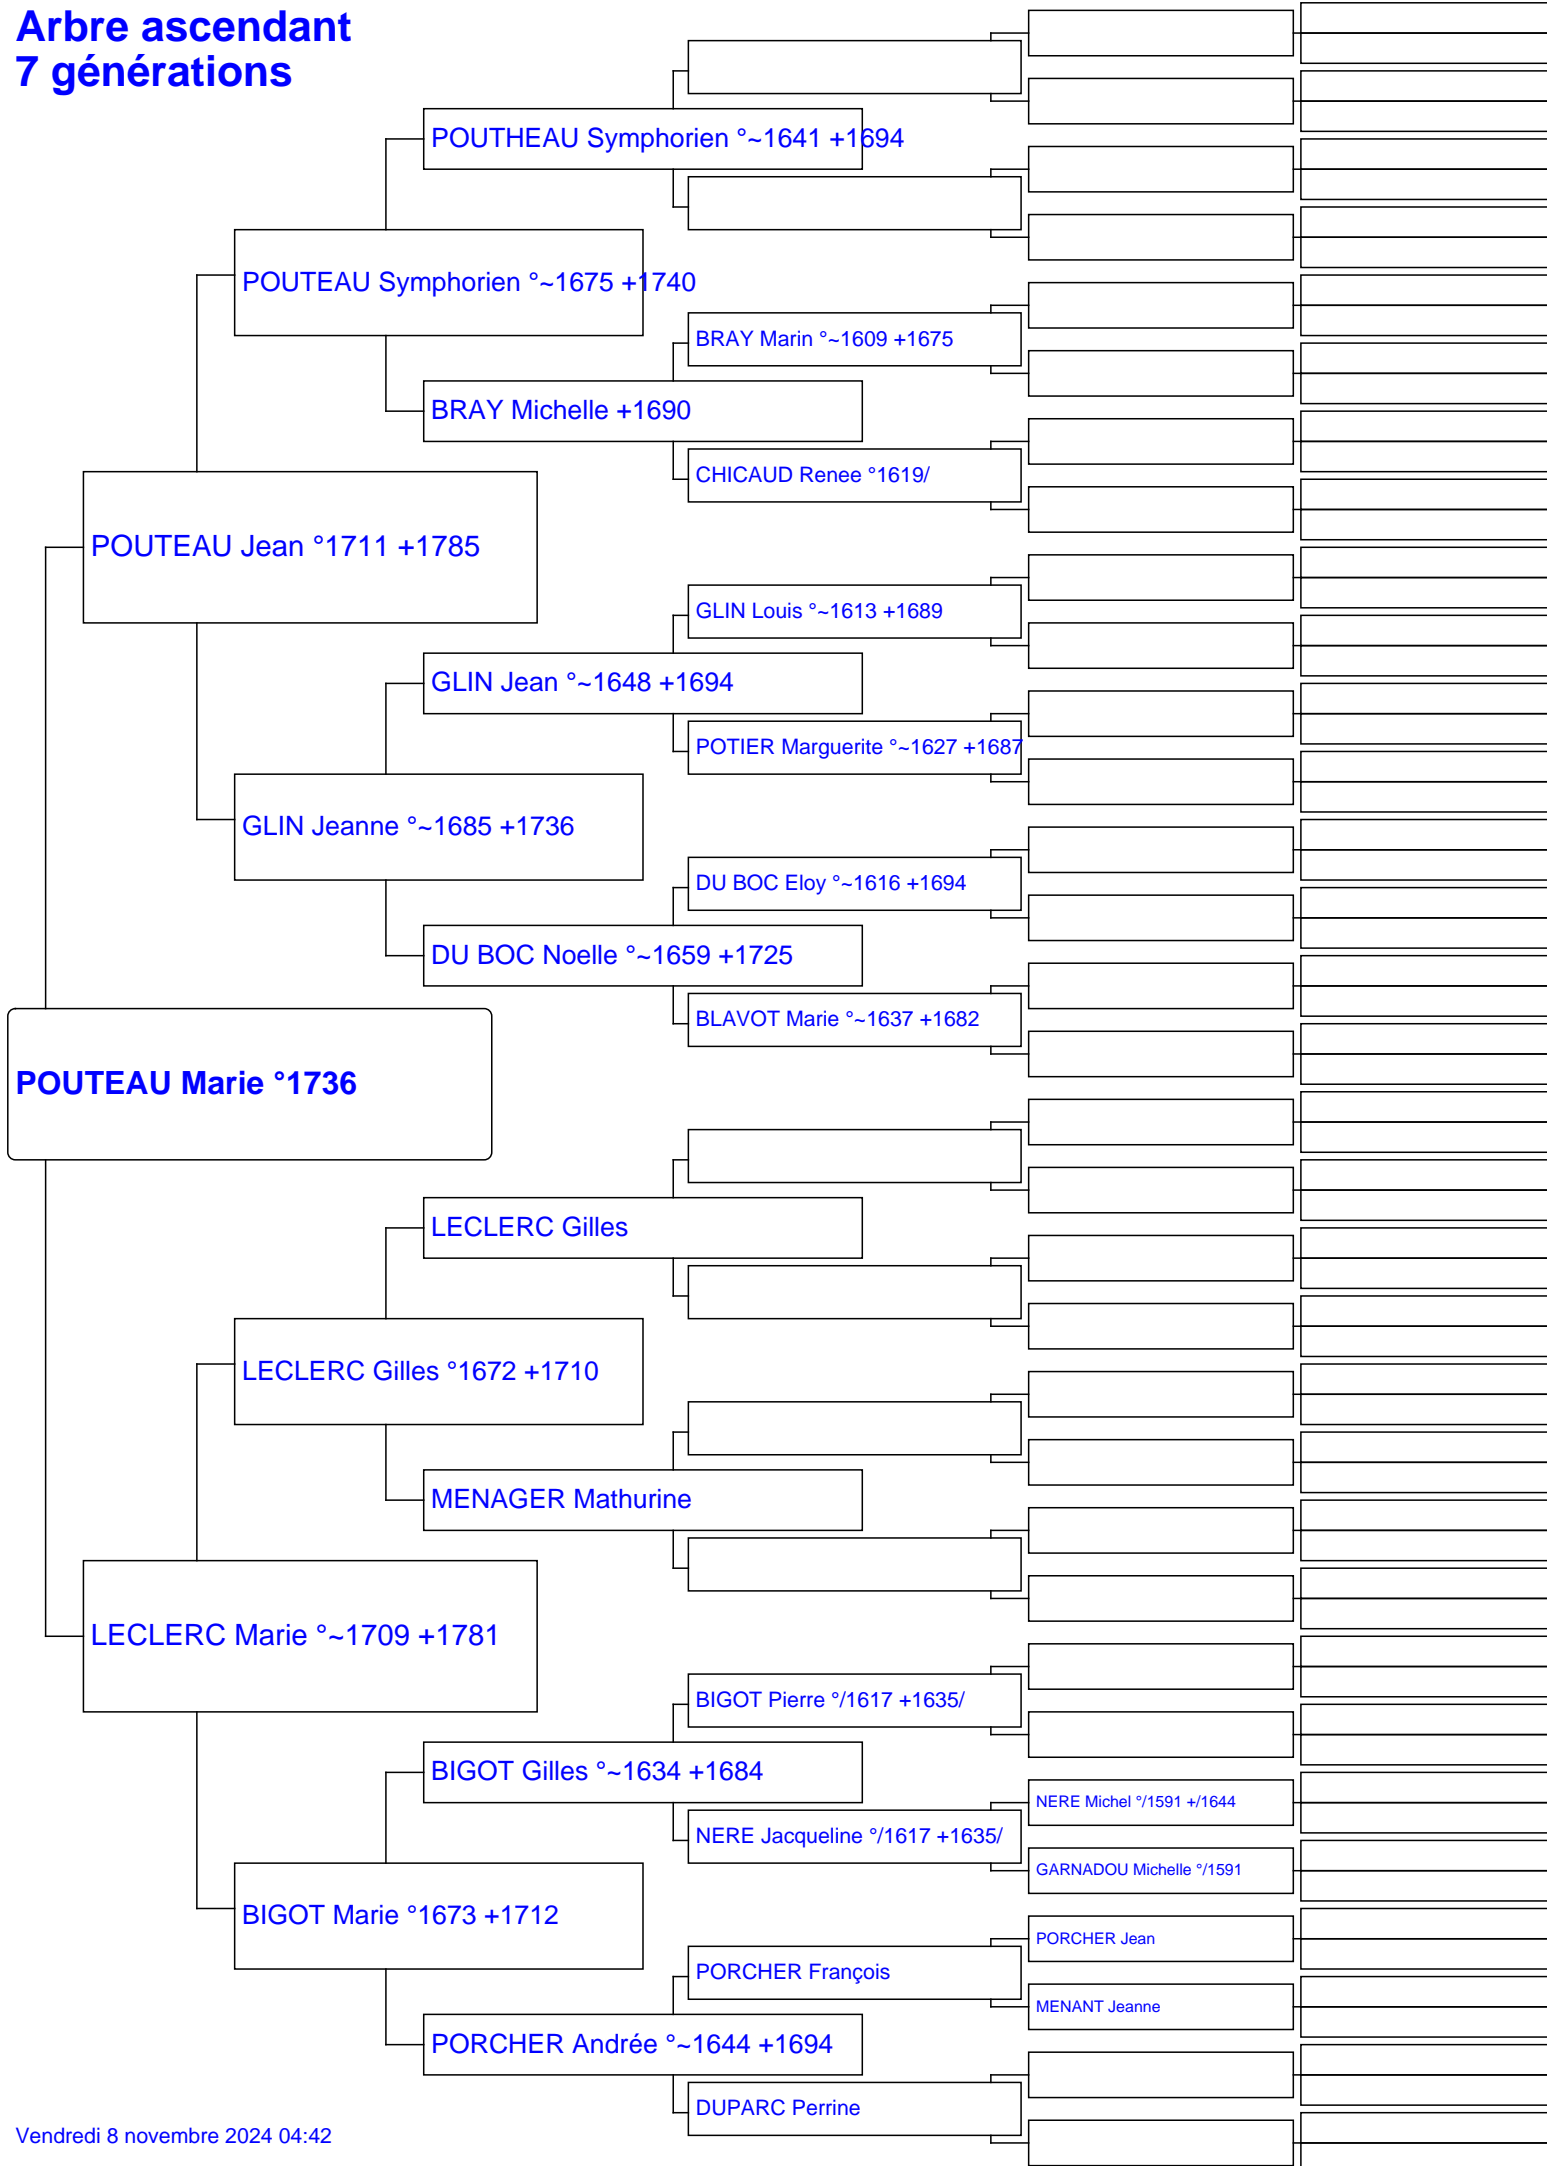 Arbre ascendant
7 générations
POUTHEAU Symphorien °~1641 +1694
POUTEAU Symphorien °~1675 +1740
BRAY Marin °~1609 +1675
BRAY Michelle +1690
CHICAUD Renee °1619/
POUTEAU Jean °1711 +1785
GLIN Louis °~1613 +1689
GLIN Jean °~1648 +1694
POTIER Marguerite °~1627 +1687
GLIN Jeanne °~1685 +1736
DU BOC Eloy °~1616 +1694
DU BOC Noelle °~1659 +1725
BLAVOT Marie °~1637 +1682
POUTEAU Marie °1736
LECLERC Gilles
LECLERC Gilles °1672 +1710
MENAGER Mathurine
LECLERC Marie °~1709 +1781
BIGOT Pierre °/1617 +1635/
BIGOT Gilles °~1634 +1684
NERE Michel °/1591 +/1644
NERE Jacqueline °/1617 +1635/
GARNADOU Michelle °/1591
BIGOT Marie °1673 +1712
PORCHER Jean
PORCHER François
MENANT Jeanne
PORCHER Andrée °~1644 +1694
DUPARC Perrine
Vendredi 8 novembre 2024 04:42